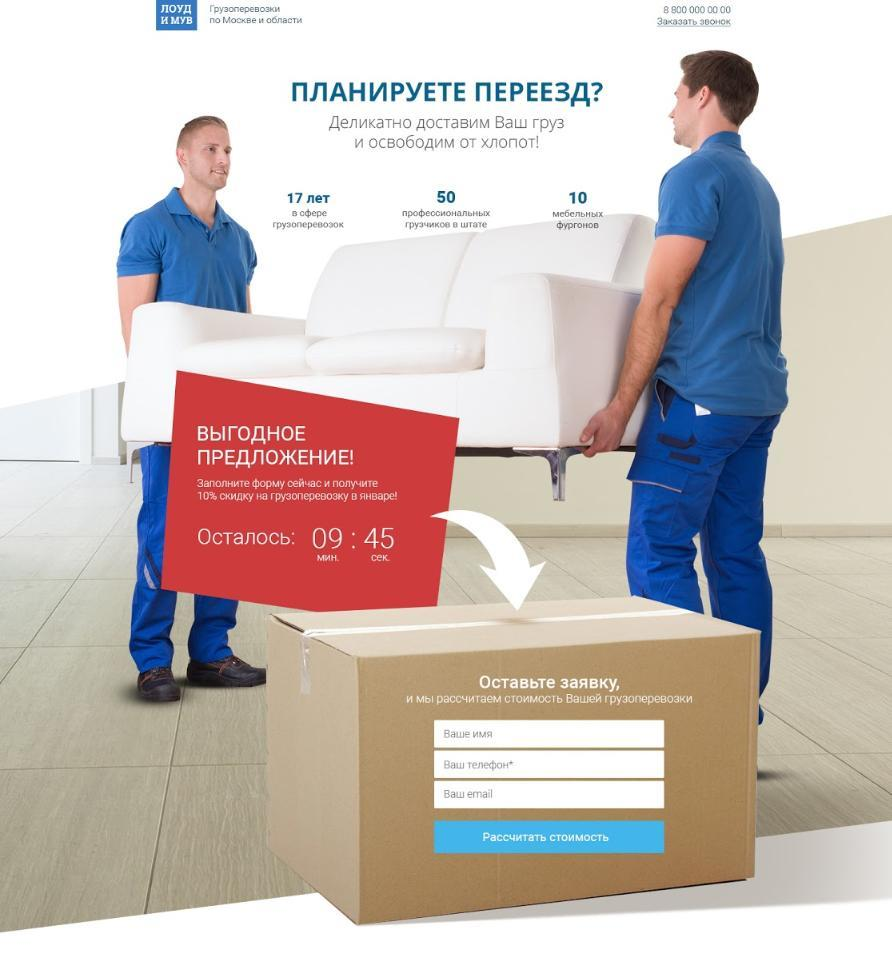 ЛОУД
И МУВ
Грузоперевозки
по Москве и области
8 800 000 00 00
Заказать звонок
ПЛАНИРУЕТЕ ПЕРЕЕЗД?
Деликатно доставим Ваш груз
и освободим от хлопот!
17 лет
в сфере
грузоперевозок
50
профессиональных
грузчиков в штате
10
мебельных
фургонов
ВЫГОДНОЕ
ПРЕДЛОЖЕНИЕ!
Заполните форму сейчас и получите
10% скидку на грузоперевозку в январе!
Осталось: 09 : 45
мин. сек.
Оставьте заявку,
и мы рассчитаем стоимость Вашей грузоперевозки
Ваше имя
Ваш телефон*
Ваш email
Рассчитать стоимость